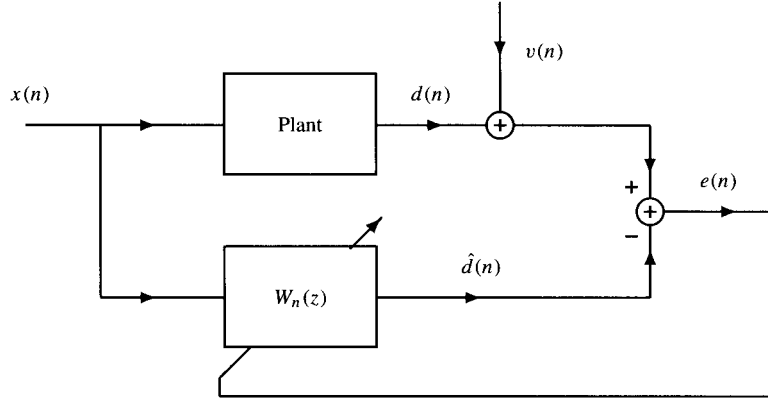 v(n)
x(n)
d(n)
Plant
+
+
e(n)
+
−
d̂(n)
W_n(z)